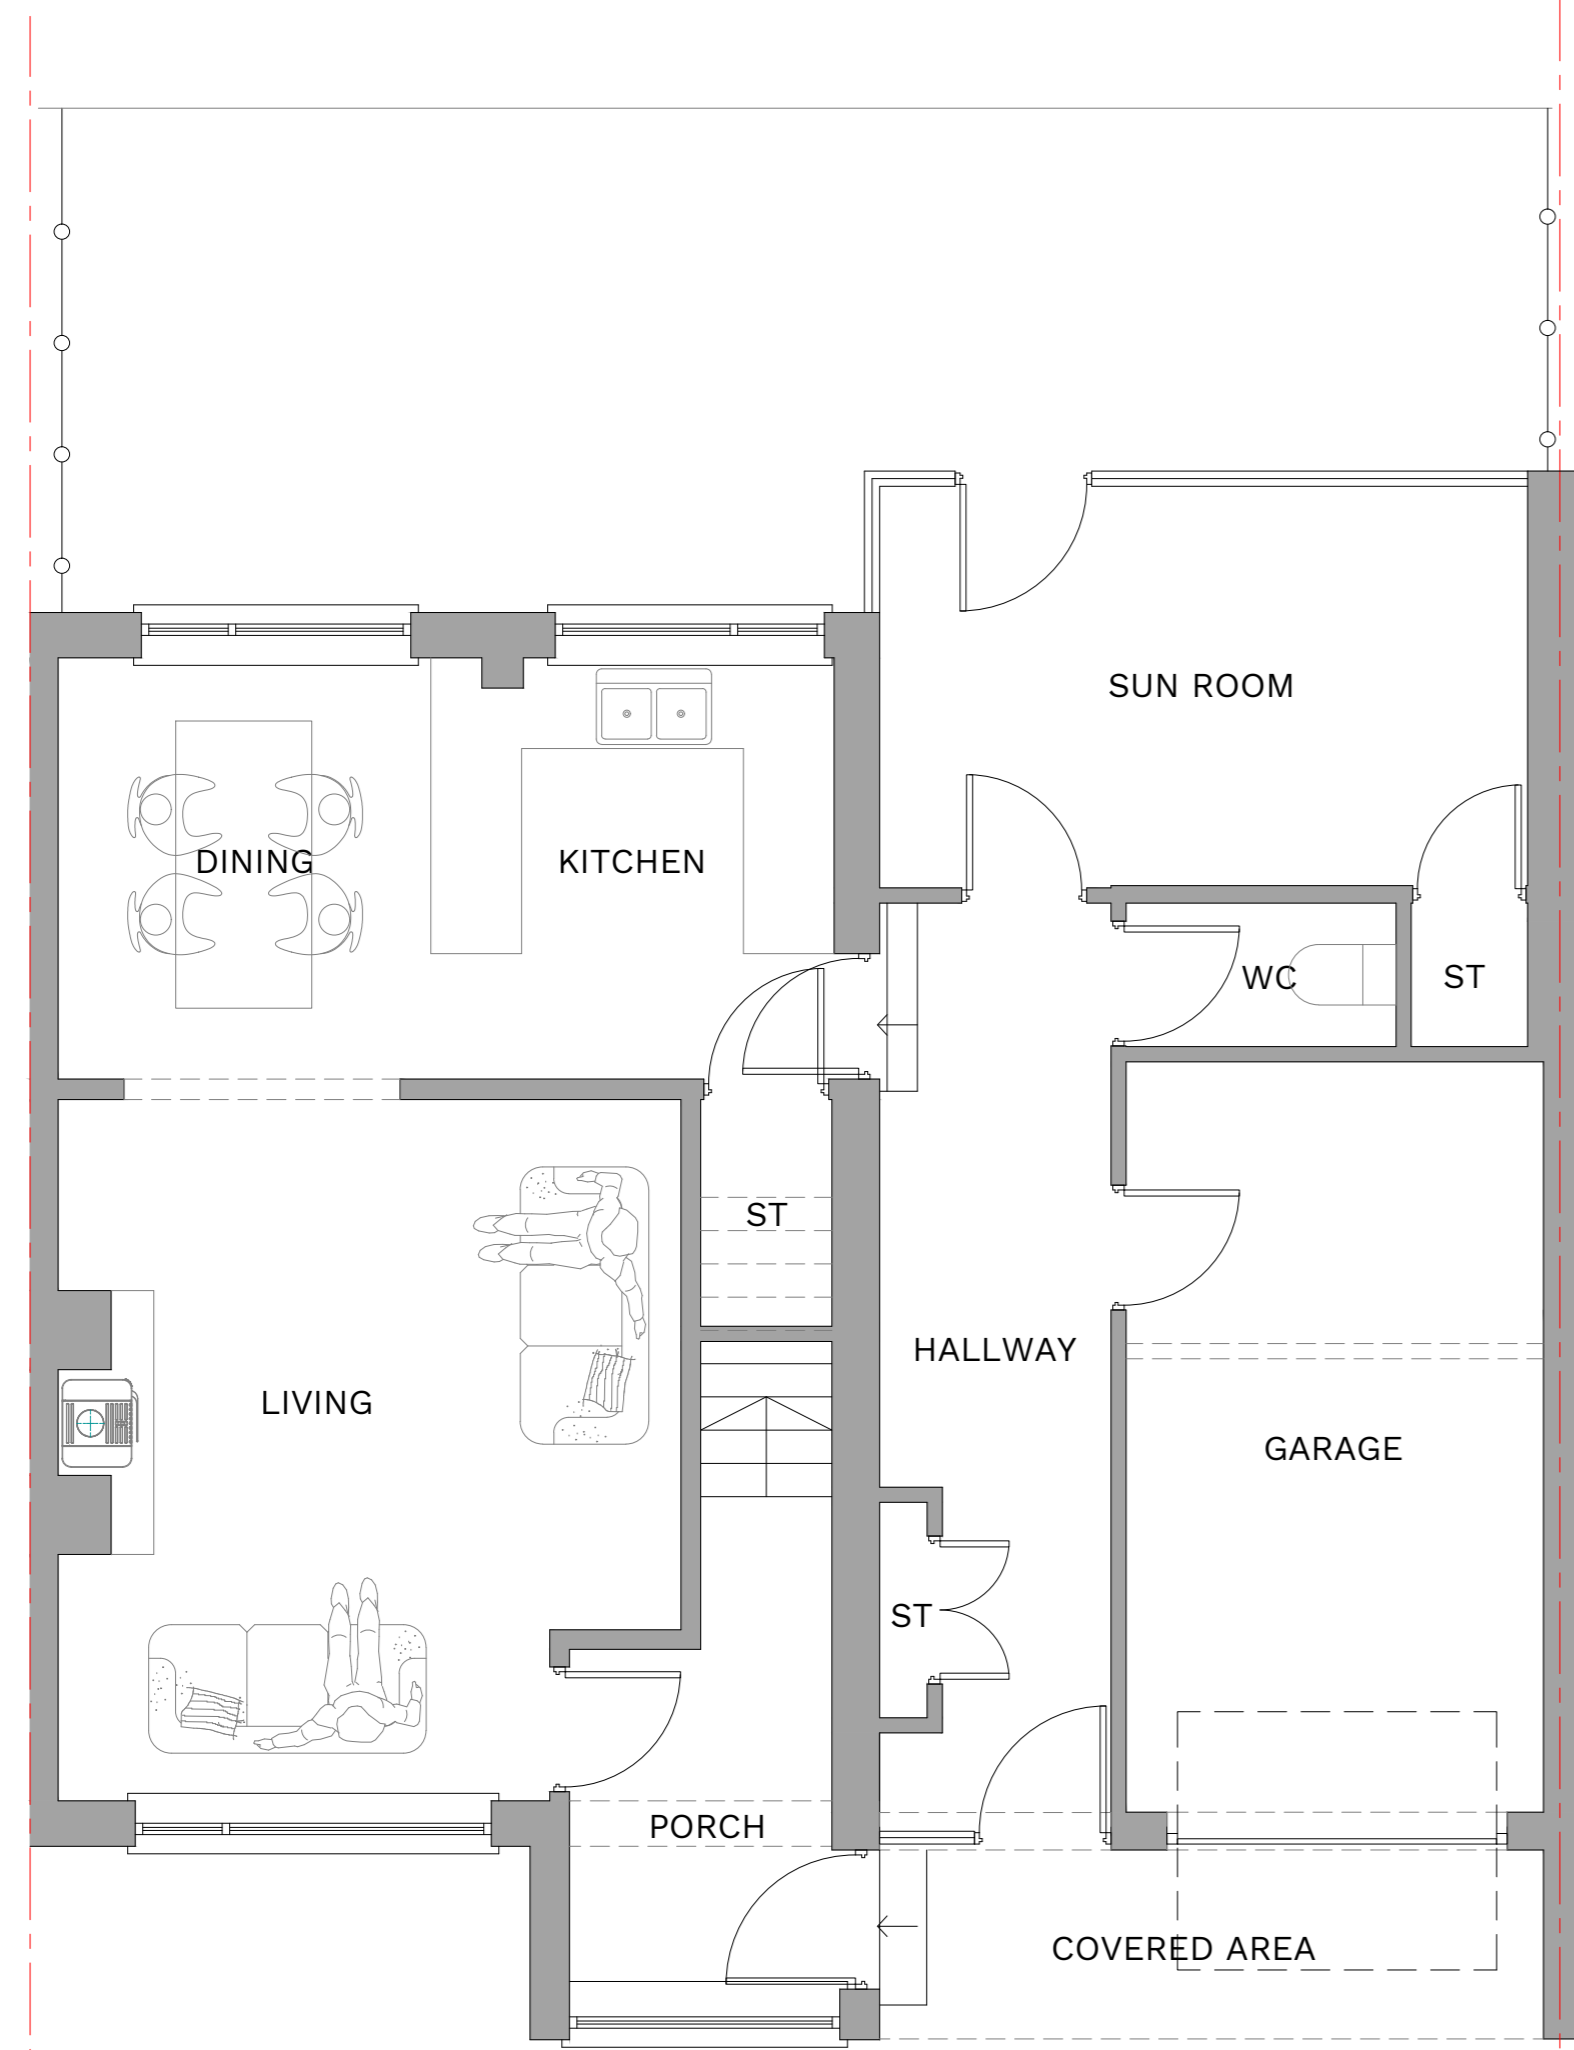 SUN ROOM
DINING
KITCHEN
WC
ST
ST
HALLWAY
LIVING
GARAGE
ST
PORCH
COVERED AREA